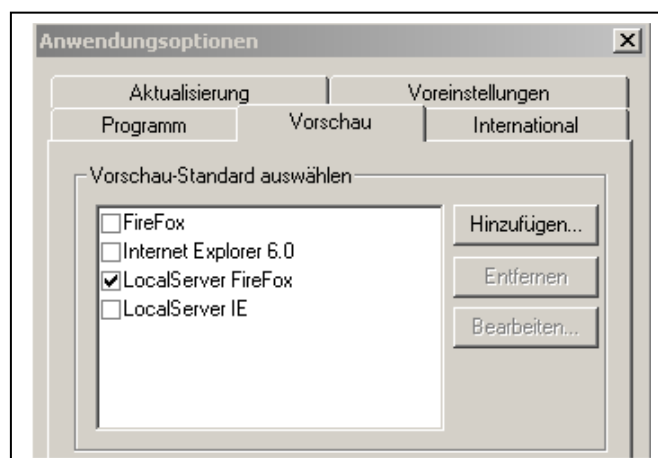 Anwendungsoptionen
Aktualisierung Voreinstellungen
Programm Vorschau International
Vorschau-Standard auswählen
FireFox
Internet Explorer 6.0
LocalServer FireFox
LocalServer IE
Hinzufügen...
Entfernen
Bearbeiten...